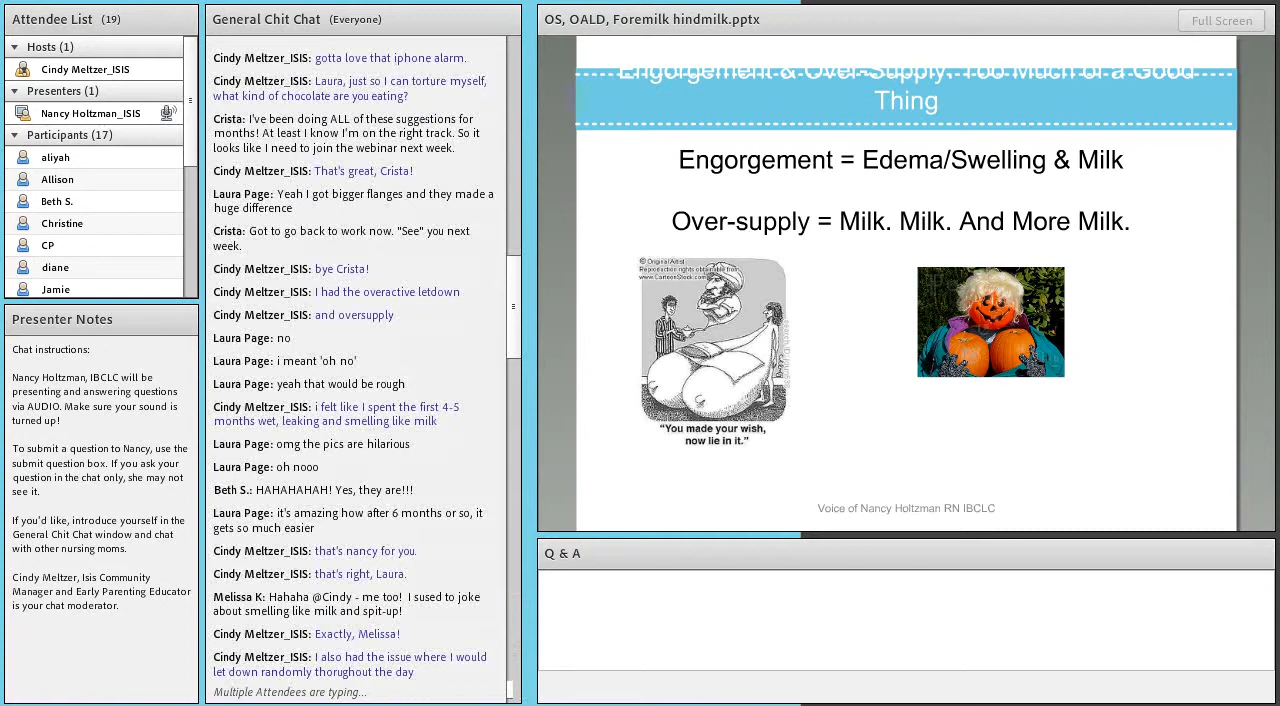 Attendee List (19)
Hosts (1)
Cindy Meltzer_ISIS
Presenters (1)
Nancy Holtzman_ISIS
Participants (17)
aliyah
Allison
Beth S.
Christine
CP
diane
Jamie
Presenter Notes
Chat instructions:
Nancy Holtzman, IBCLC will be
presenting and answering questions
via AUDIO. Make sure your sound is
turned up!
To submit a question to Nancy, use the
submit question box. If you ask your
question in the chat only, she may not
see it.
If you'd like, introduce yourself in the
General Chit Chat window and chat
with other nursing moms.
Cindy Meltzer, Isis Community
Manager and Early Parenting Educator
is your chat moderator.
General Chit Chat (Everyone)
Cindy Meltzer_ISIS: gotta love that iphone alarm.
Cindy Meltzer_ISIS: Laura, just so I can torture myself,
what kind of chocolate are you eating?
Crista: I've been doing ALL of these suggestions for
months! At least I know I'm on the right track. So it
looks like I need to join the webinar next week.
Cindy Meltzer_ISIS: That's great, Crista!
Laura Page: Yeah I got bigger flanges and they made a
huge difference
Crista: Got to go back to work now. "See" you next
week.
Cindy Meltzer_ISIS: bye Crista!
Cindy Meltzer_ISIS: I had the overactive letdown
Cindy Meltzer_ISIS: and oversupply
Laura Page: no
Laura Page: i meant 'oh no'
Laura Page: yeah that would be rough
Cindy Meltzer_ISIS: i felt like I spent the first 4-5
months wet, leaking and smelling like milk
Laura Page: omg the pics are hilarious
Laura Page: oh nooo
Beth S.: HAHAHAHAH! Yes, they are!!!
Laura Page: it's amazing how after 6 months or so, it
gets so much easier
Cindy Meltzer_ISIS: that's nancy for you.
Cindy Meltzer_ISIS: that's right, Laura.
Melissa K: Hahaha @Cindy - me too!  I sused to joke
about smelling like milk and spit-up!
Cindy Meltzer_ISIS: Exactly, Melissa!
Cindy Meltzer_ISIS: I also had the issue where I would
let down randomly thorughout the day
Multiple Attendees are typing...
OS, OALD, Foremilk hindmilk.pptx
Full Screen
Engorgement & Over-Supply: Too Much of a Good
Thing
Engorgement = Edema/Swelling & Milk
Over-supply = Milk. Milk. And More Milk.
© Original Artist
Reproduction rights obtainable from
www.CartoonStock.com
"You made your wish,
now lie in it."
Voice of Nancy Holtzman RN IBCLC
Q & A